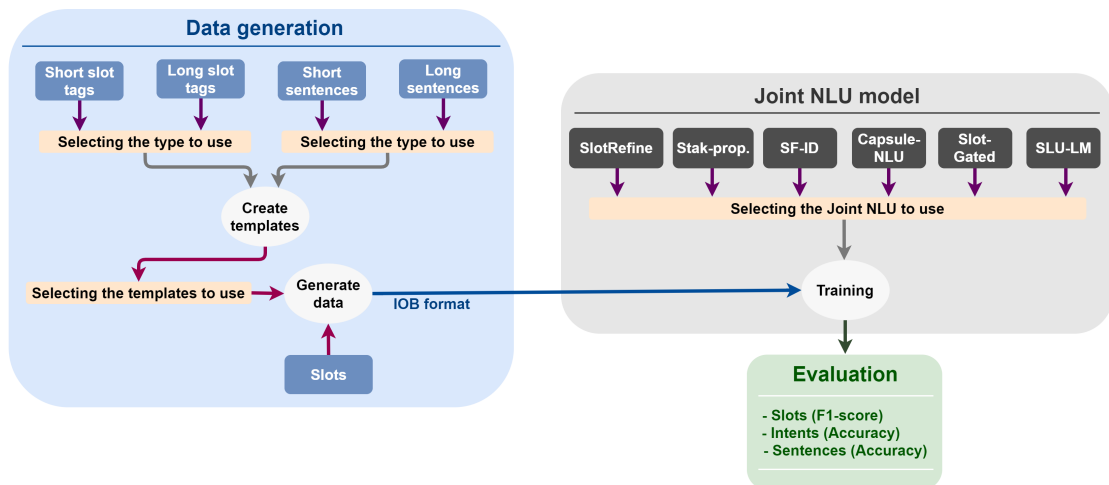 Data generation
Short slot
tags
Long slot
tags
Short
sentences
Long
sentences
Selecting the type to use
Selecting the type to use
Create
templates
Selecting the templates to use
Generate
data
IOB format
Slots
Joint NLU model
SlotRefine
Stak-prop.
SF-ID
Capsule-
NLU
Slot-
Gated
SLU-LM
Selecting the Joint NLU to use
Training
Evaluation
- Slots (F1-score)
- Intents (Accuracy)
- Sentences (Accuracy)